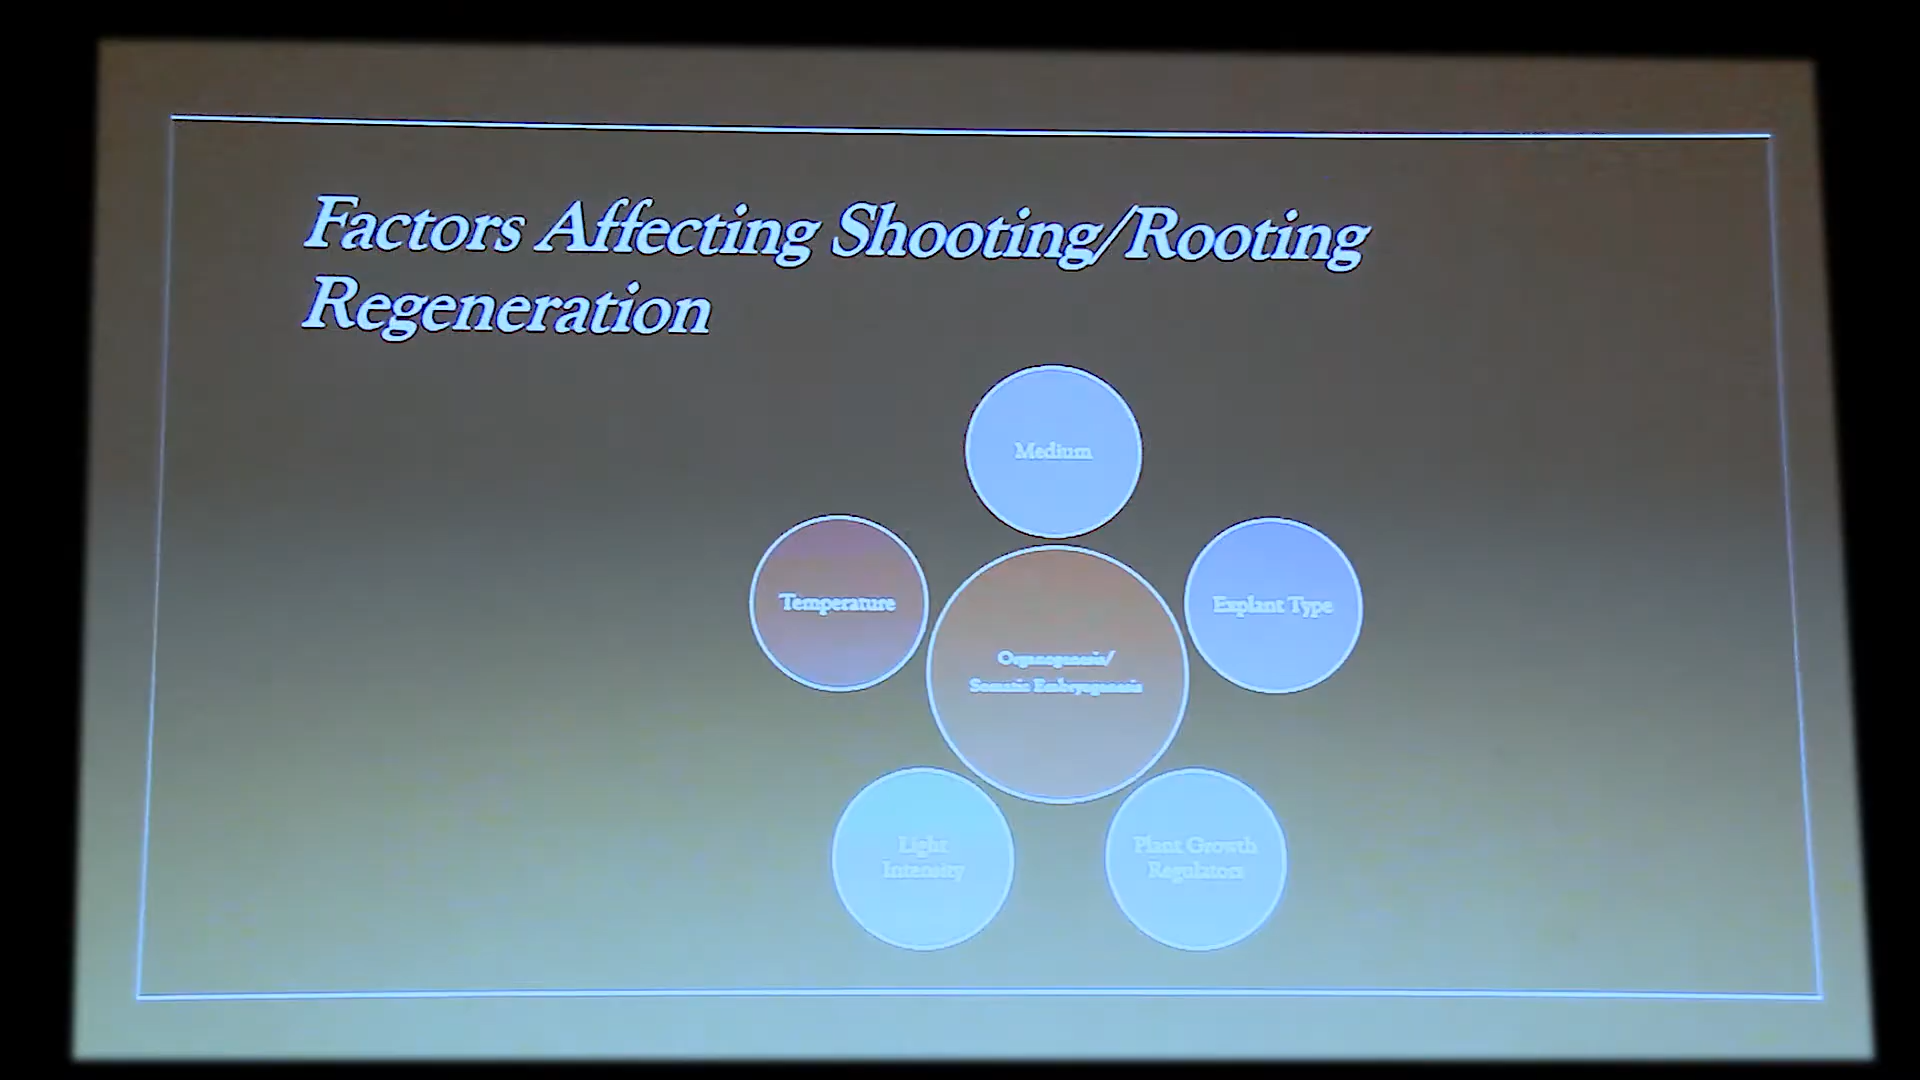 Factors Affecting Shooting/Rooting
Regeneration
Medium
Temperature
Explant Type
Organogenesis/
Somatic Embryogenesis
Light
Intensity
Plant Growth
Regulators